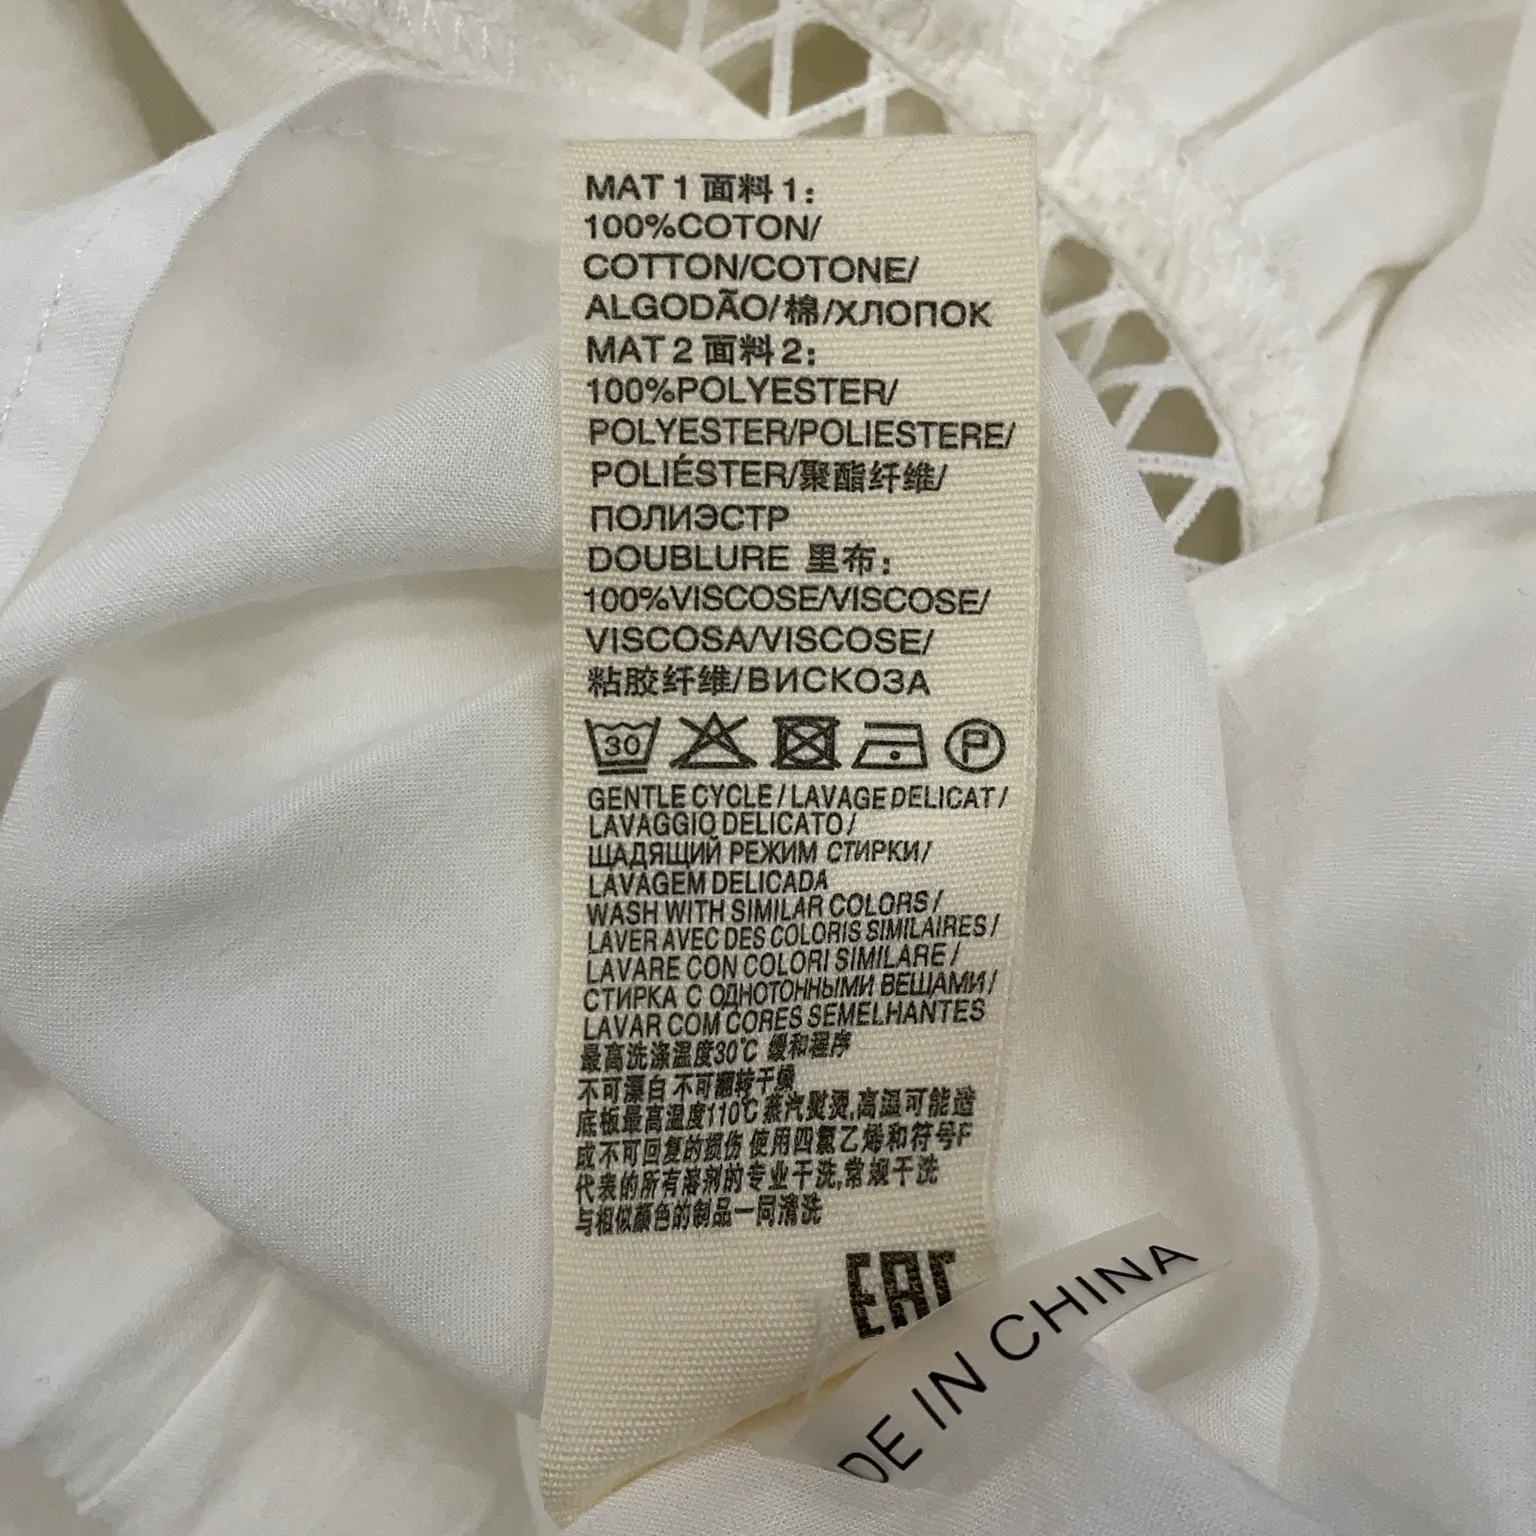 MAT 1 面料 1:
100%COTON/
COTTON/COTONE/
ALGODÃO/棉/ХЛОПОК
MAT 2 面料 2:
100%POLYESTER/
POLYESTER/POLIESTERE/
POLIÉSTER/聚酯纤维/
ПОЛИЭСТР
DOUBLURE 里布:
100%VISCOSE/VISCOSE/
VISCOSA/VISCOSE/
粘胶纤维/ВИСКОЗА
30 P
GENTLE CYCLE / LAVAGE DELICAT /
LAVAGGIO DELICATO /
ЩАДЯЩИЙ РЕЖИМ СТИРКИ /
LAVAGEM DELICADA
WASH WITH SIMILAR COLORS /
LAVER AVEC DES COLORIS SIMILAIRES /
LAVARE CON COLORI SIMILARE /
СТИРКА С ОДНОТОННЫМИ ВЕЩАМИ /
LAVAR COM CORES SEMELHANTES
最高洗涤温度30℃ 缓和程序
不可漂白 不可翻转干燥
底板最高温度110℃ 蒸汽熨烫,高温可能造
成不可回复的损伤 使用四氯乙烯和符号F
代表的所有溶剂的专业干洗,常规干洗
与相似颜色的制品一同清洗
EAC
DE IN CHINA